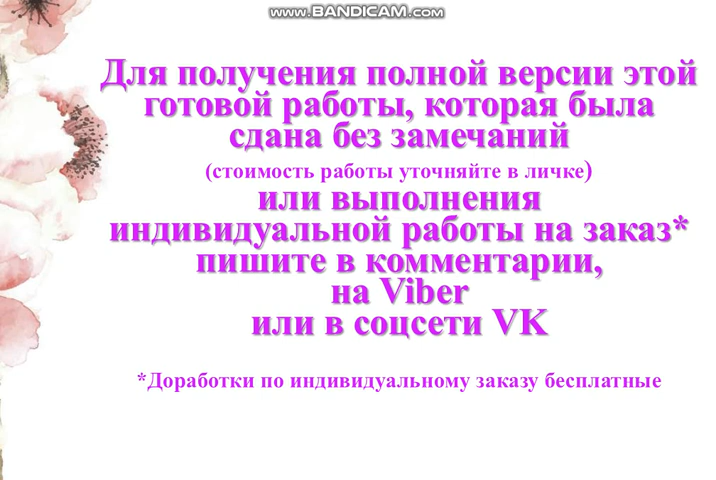 www.BANDICAM.com
Для получения полной версии этой
готовой работы, которая была
сдана без замечаний
(стоимость работы уточняйте в личке)
или выполнения
индивидуальной работы на заказ*
пишите в комментарии,
на Viber
или в соцсети VK
*Доработки по индивидуальному заказу бесплатные